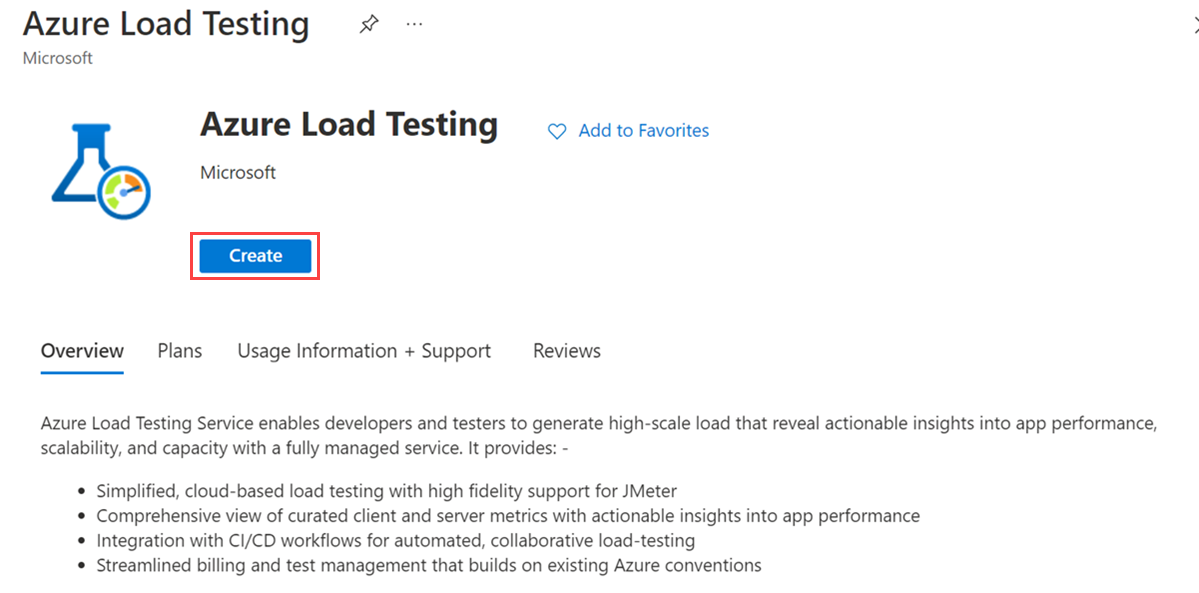 Azure Load Testing
...
Microsoft
Azure Load Testing
Add to Favorites
Microsoft
Create
Overview Plans Usage Information + Support Reviews
Azure Load Testing Service enables developers and testers to generate high-scale load that reveal actionable insights into app performance,
scalability, and capacity with a fully managed service. It provides: -
• Simplified, cloud-based load testing with high fidelity support for JMeter
• Comprehensive view of curated client and server metrics with actionable insights into app performance
• Integration with CI/CD workflows for automated, collaborative load-testing
• Streamlined billing and test management that builds on existing Azure conventions